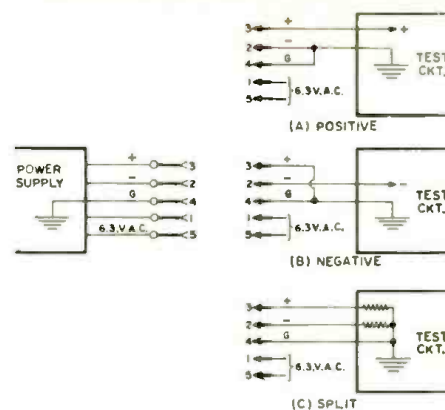 3 +
+
2 −
G
4
TEST
CKT.
1
6.3 V.A.C.
5
(A) POSITIVE
POWER
SUPPLY
+ 3
− 2
G 4
1
6.3.V.A.C. 5
3 +
2 − −
4 G
TEST
CKT.
1
6.3 V.A.C.
5
(B) NEGATIVE
3 +
2 −
4 G
TEST
CKT.
1
6.3 V.A.C.
5
(C) SPLIT